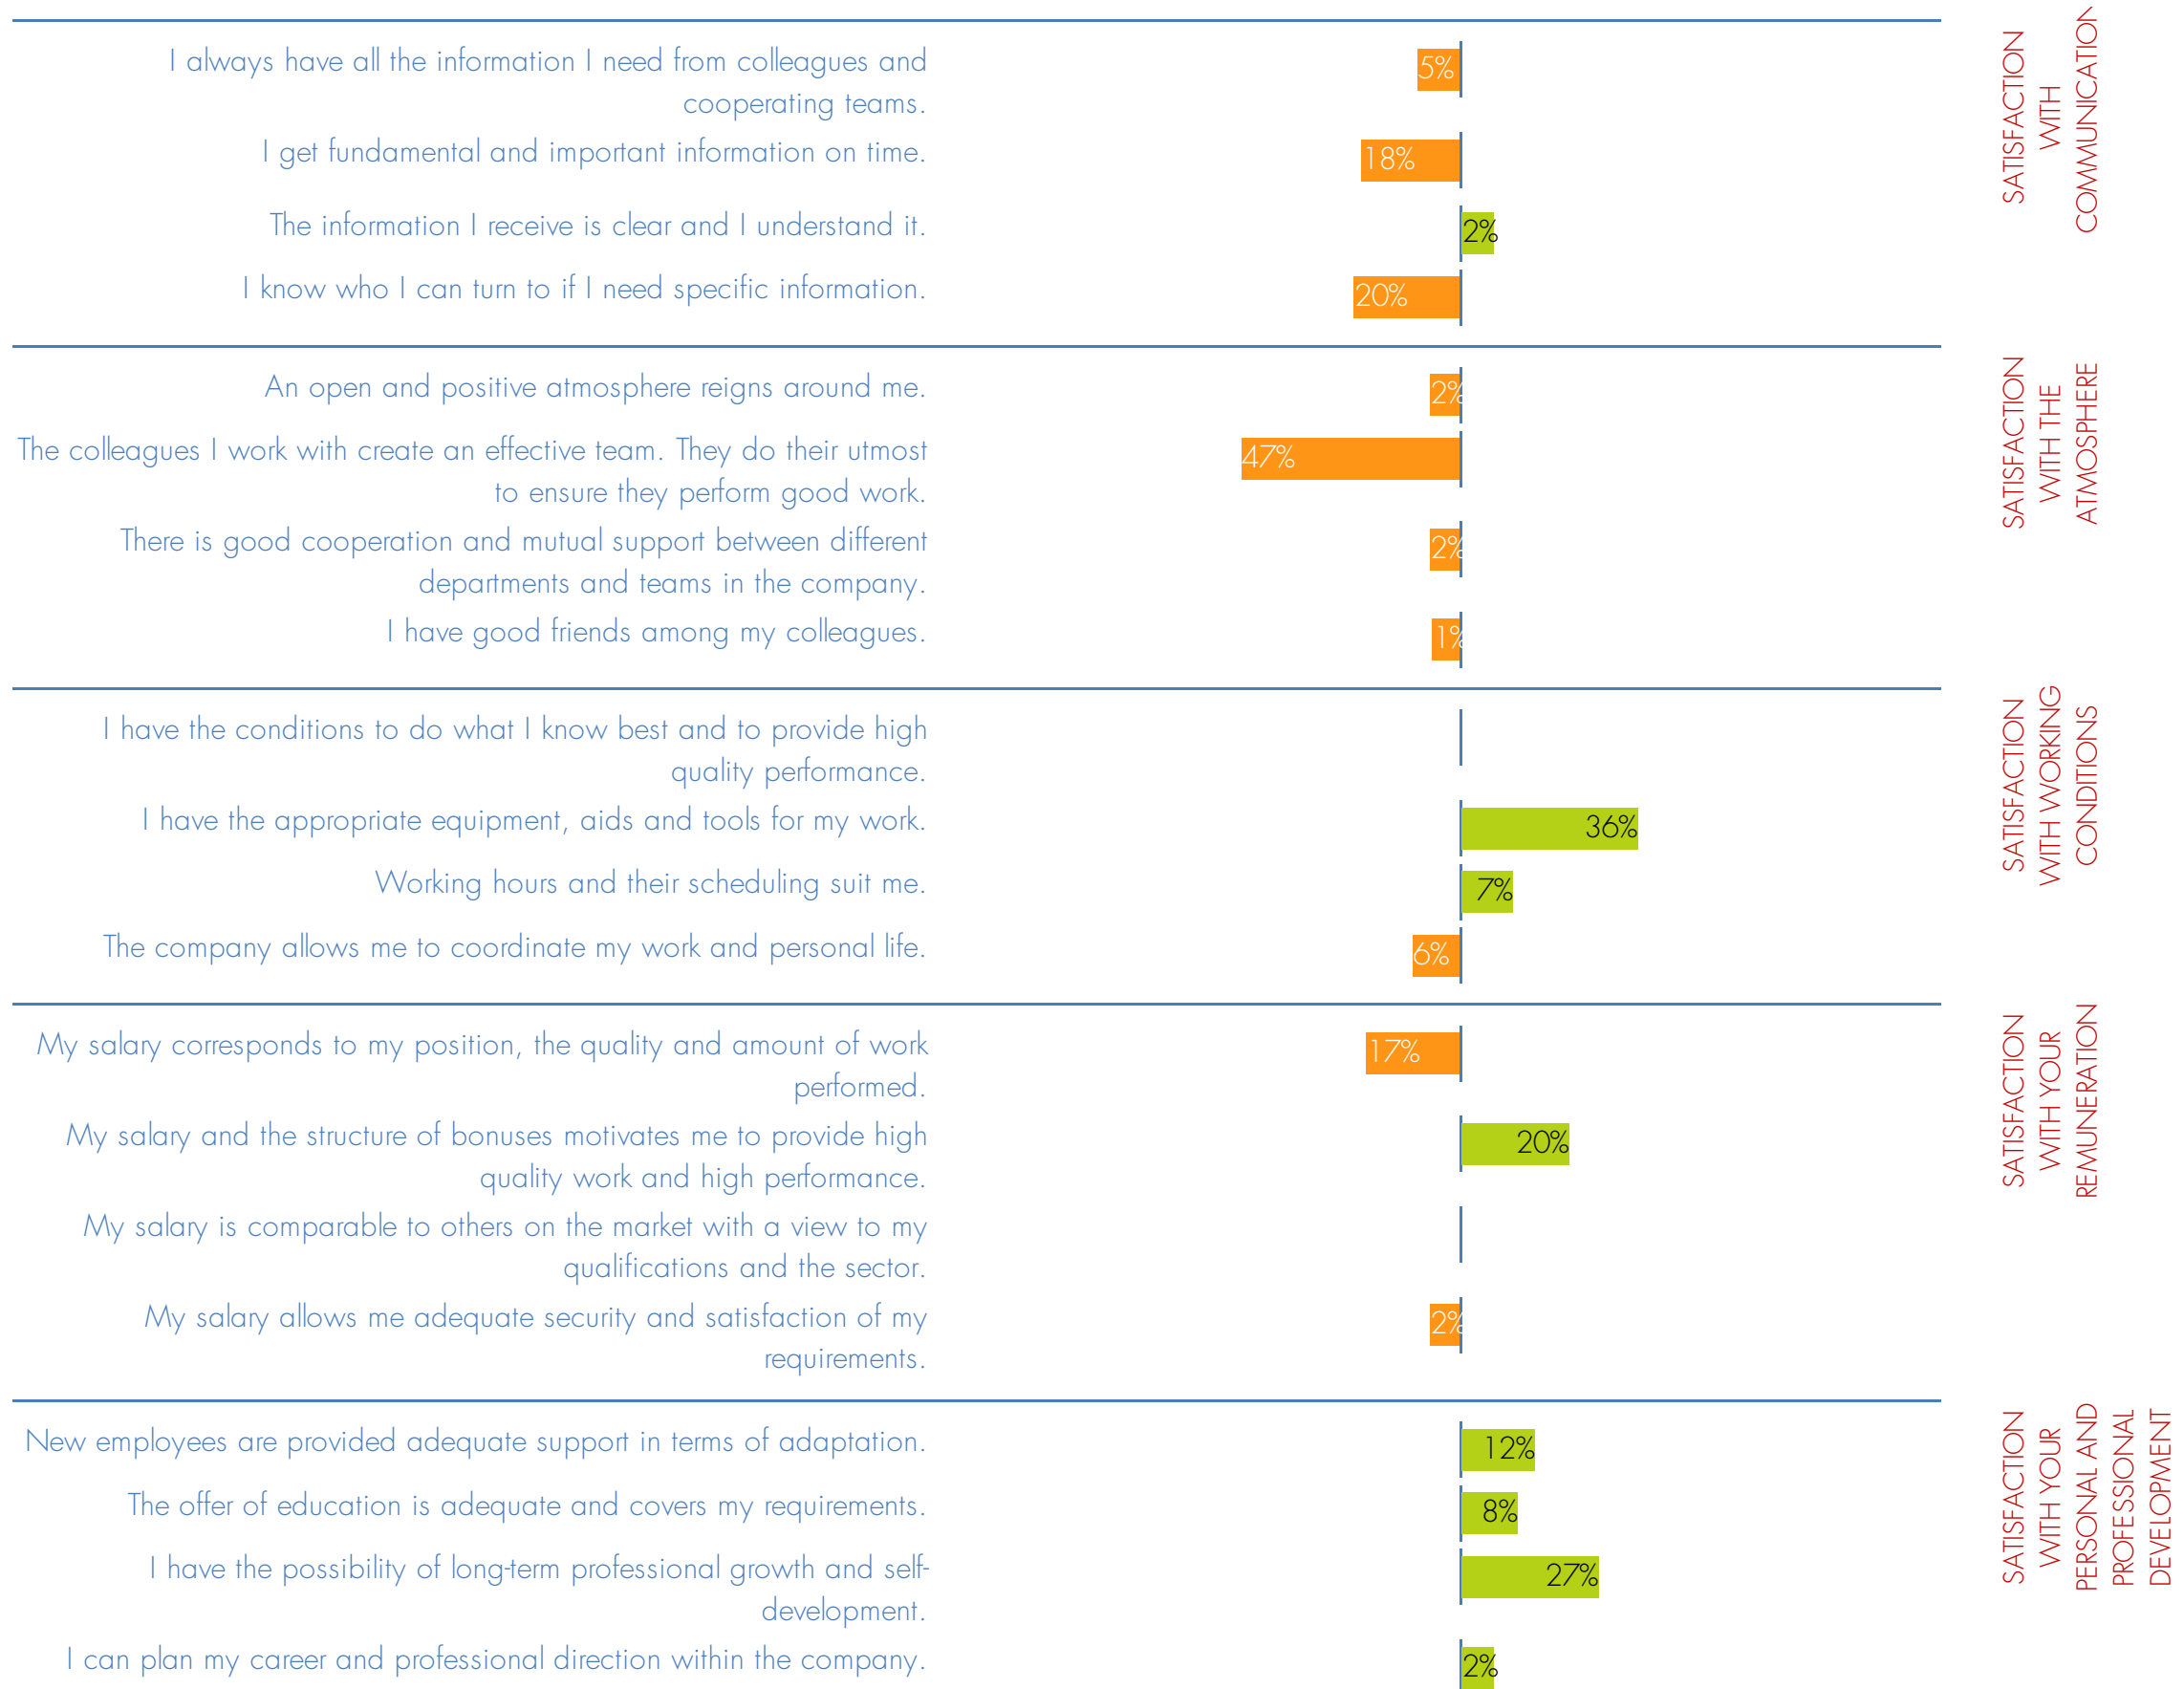 I always have all the information I need from colleagues and
cooperating teams.
5%
I get fundamental and important information on time.
18%
The information I receive is clear and I understand it.
2%
I know who I can turn to if I need specific information.
20%
SATISFACTION
WITH
COMMUNICATION
An open and positive atmosphere reigns around me.
2%
The colleagues I work with create an effective team. They do their utmost
to ensure they perform good work.
47%
There is good cooperation and mutual support between different
departments and teams in the company.
2%
I have good friends among my colleagues.
1%
SATISFACTION
WITH THE
ATMOSPHERE
I have the conditions to do what I know best and to provide high
quality performance.
I have the appropriate equipment, aids and tools for my work.
36%
Working hours and their scheduling suit me.
7%
The company allows me to coordinate my work and personal life.
6%
SATISFACTION
WITH WORKING
CONDITIONS
My salary corresponds to my position, the quality and amount of work
performed.
17%
My salary and the structure of bonuses motivates me to provide high
quality work and high performance.
20%
My salary is comparable to others on the market with a view to my
qualifications and the sector.
My salary allows me adequate security and satisfaction of my
requirements.
2%
SATISFACTION
WITH YOUR
REMUNERATION
New employees are provided adequate support in terms of adaptation.
12%
The offer of education is adequate and covers my requirements.
8%
I have the possibility of long-term professional growth and self-
development.
27%
I can plan my career and professional direction within the company.
2%
SATISFACTION
WITH YOUR
PERSONAL AND
PROFESSIONAL
DEVELOPMENT